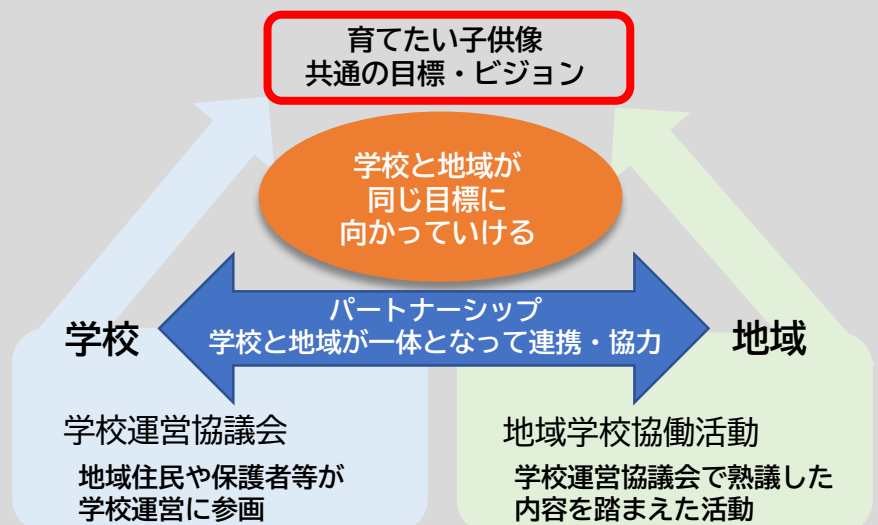 育てたい子供像
共通の目標・ビジョン
学校と地域が
同じ目標に
向かっていける
パートナーシップ
学校と地域が一体となって連携・協力
学校
地域
学校運営協議会
地域住民や保護者等が
学校運営に参画
地域学校協働活動
学校運営協議会で熟議した
内容を踏まえた活動